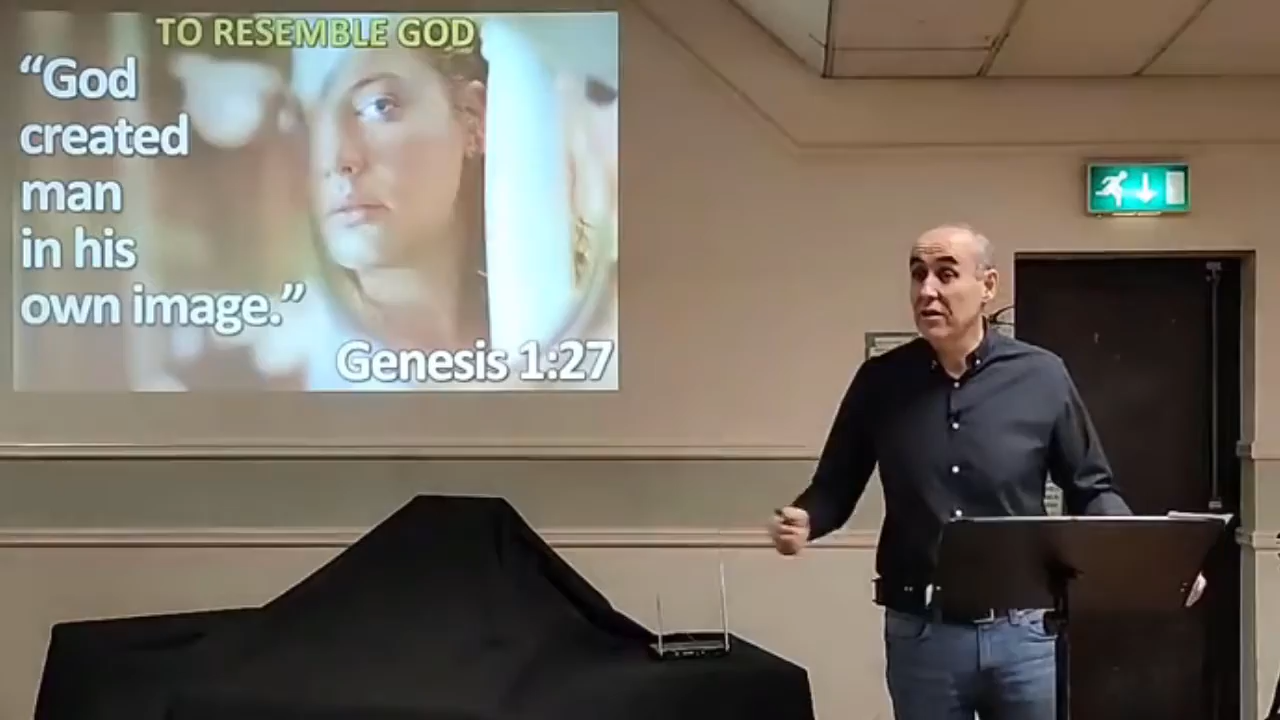 TO RESEMBLE GOD
“God
created
man
in his
own image.”
Genesis 1:27